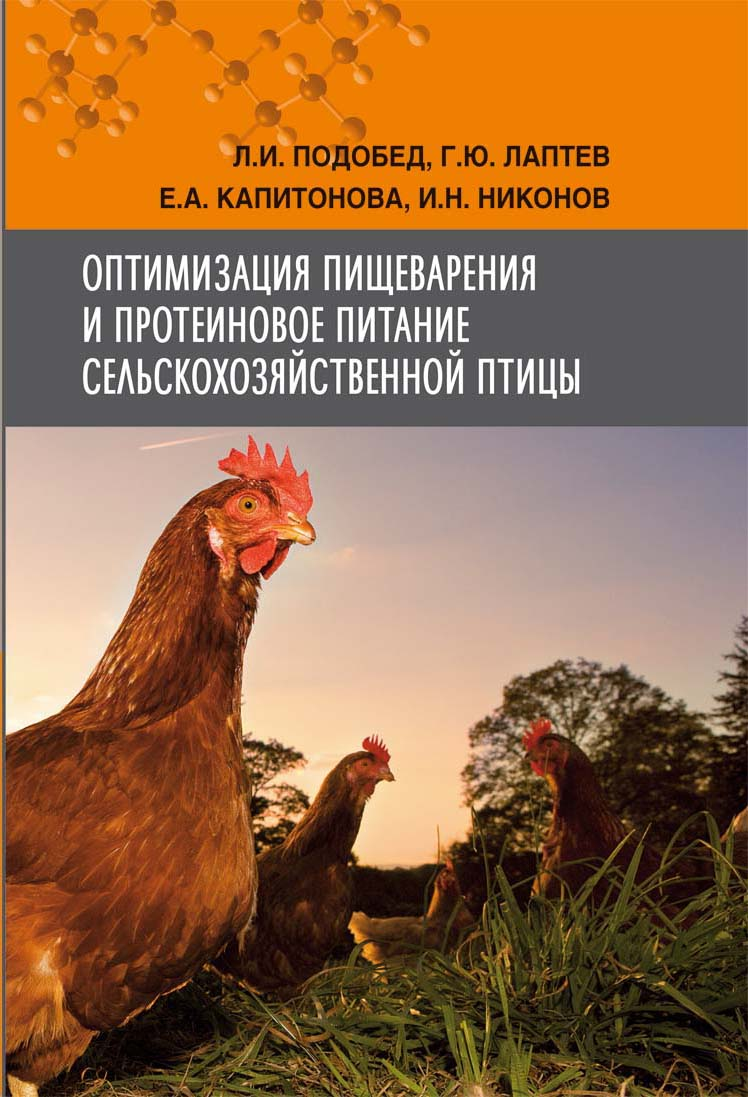 Л.И. ПОДОБЕД, Г.Ю. ЛАПТЕВ
Е.А. КАПИТОНОВА, И.Н. НИКОНОВ
ОПТИМИЗАЦИЯ ПИЩЕВАРЕНИЯ
И ПРОТЕИНОВОЕ ПИТАНИЕ
СЕЛЬСКОХОЗЯЙСТВЕННОЙ ПТИЦЫ